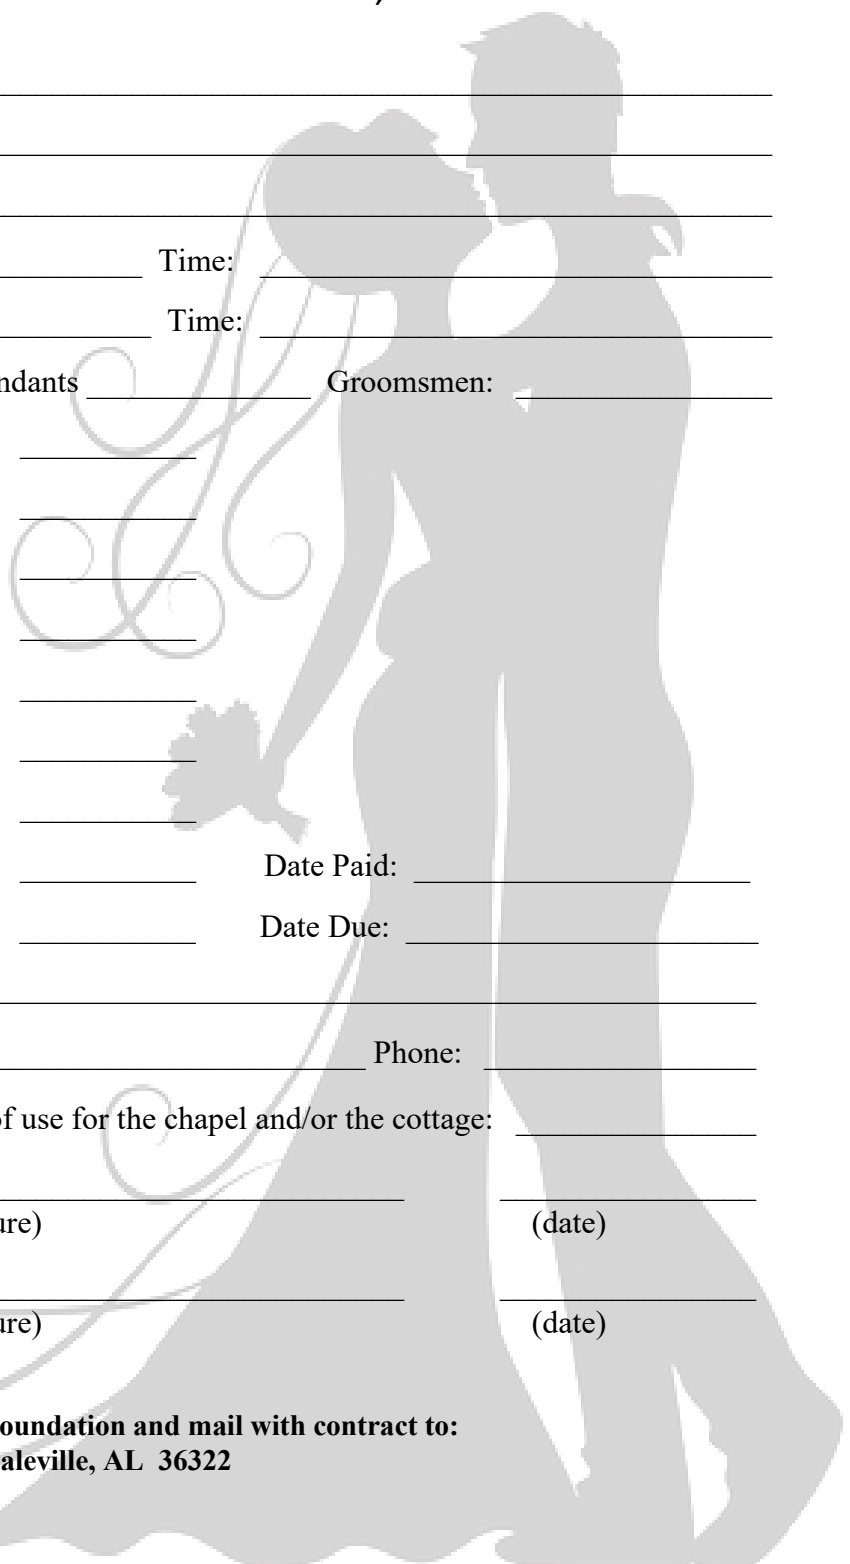 Time:
Time:
ndants Groomsmen:
Date Paid:
Date Due:
Phone:
of use for the chapel and/or the cottage:
ure) (date)
ure) (date)
oundation and mail with contract to:
aleville, AL 36322